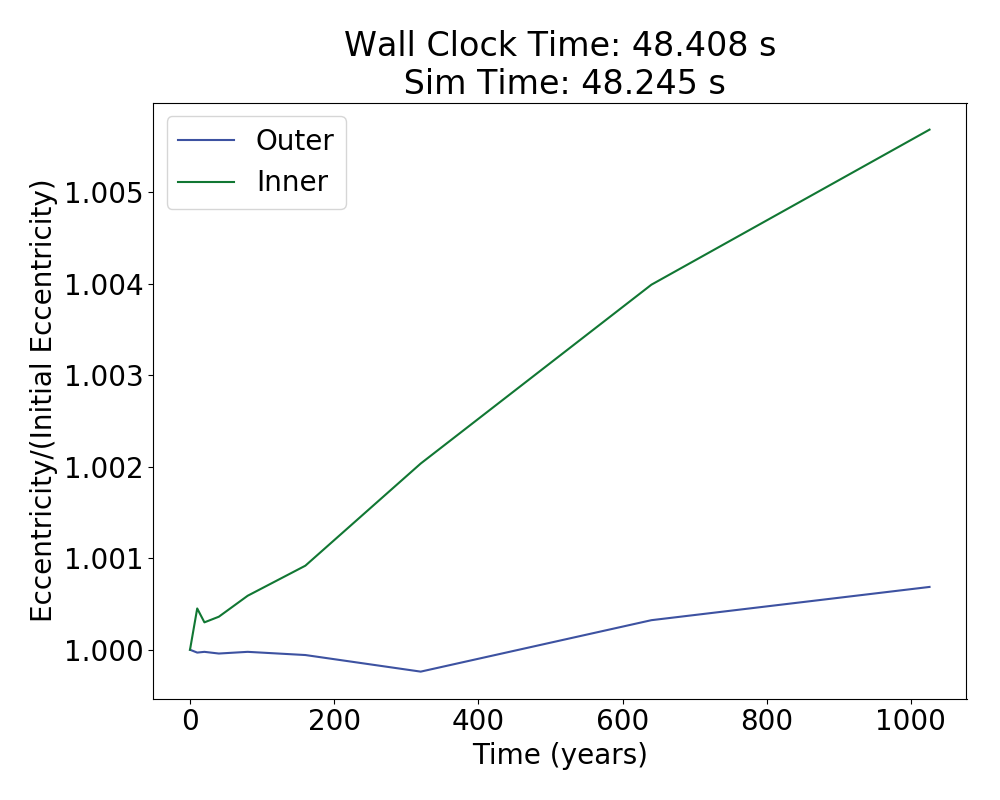 Wall Clock Time: 48.408 s
Sim Time: 48.245 s
Outer
Inner
Eccentricity/(Initial Eccentricity)
1.005
1.004
1.003
1.002
1.001
1.000
0 200 400 600 800 1000
Time (years)